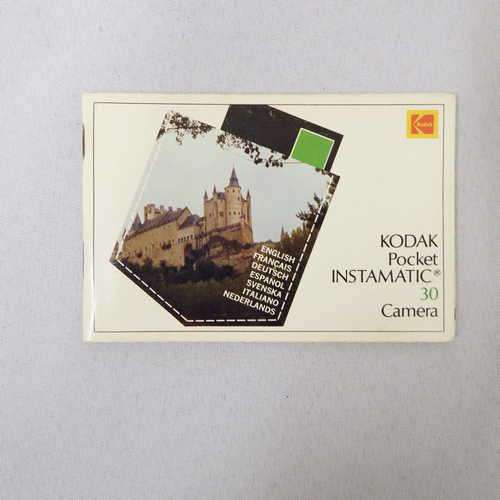 Kodak
KODAK
Pocket
INSTAMATIC®
30
Camera
ENGLISH
FRANÇAIS
DEUTSCH
ESPAÑOL
SVENSKA
ITALIANO
NEDERLANDS